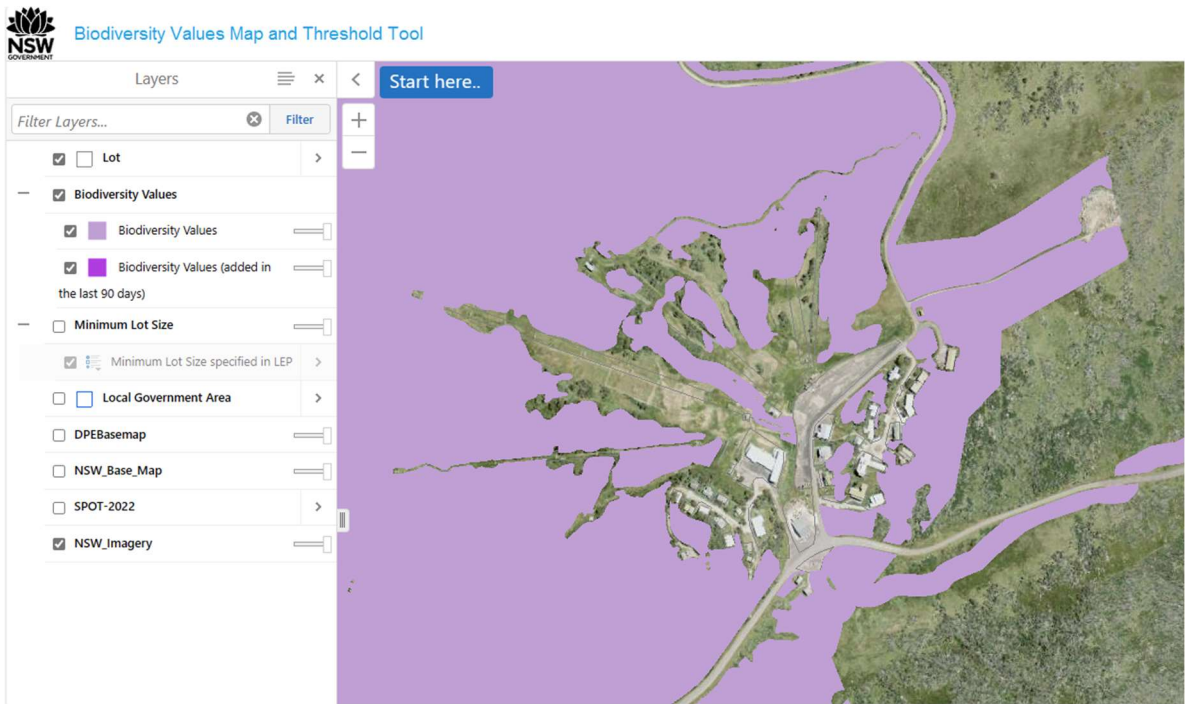 NSW
GOVERNMENT
Biodiversity Values Map and Threshold Tool
Layers
Start here..
Filter Layers...
Filter
Lot
Biodiversity Values
Biodiversity Values
Biodiversity Values (added in
the last 90 days)
Minimum Lot Size
Minimum Lot Size specified in LEP
Local Government Area
DPEBasemap
NSW_Base_Map
SPOT-2022
NSW_Imagery